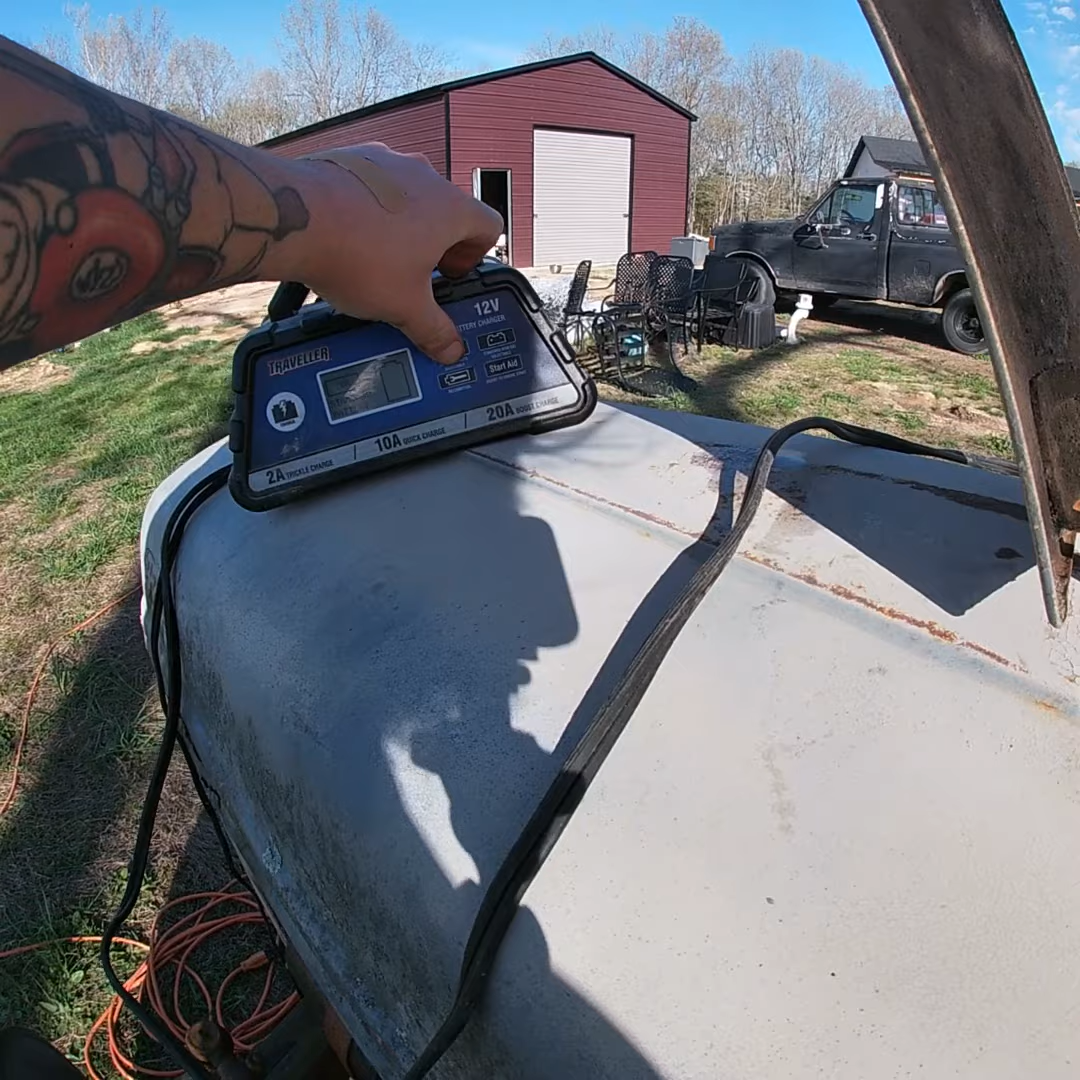 12V
BATTERY CHARGER
TRAVELLER
Start Aid
20A BOOST CHARGE
10A QUICK CHARGE
2A TRICKLE CHARGE